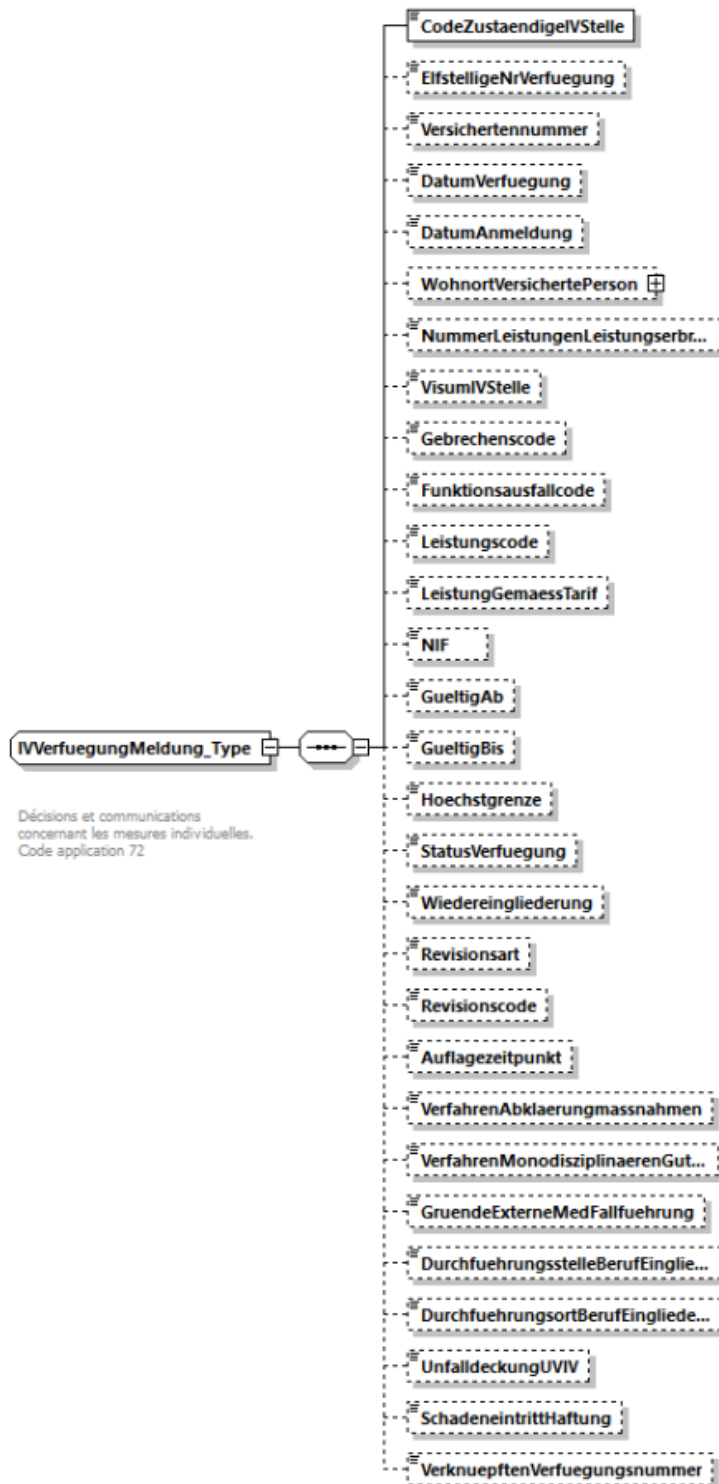 CodeZustaendigeIVStelle
ElfstelligeNrVerfuegung
Versichertennummer
DatumVerfuegung
DatumAnmeldung
WohnortVersichertePerson
NummerLeistungenLeistungserbr...
VisumIVStelle
Gebrechenscode
Funktionsausfallcode
Leistungscode
LeistungGemaessTarif
NIF
GueltigAb
IVVerfuegungMeldung_Type
GueltigBis
Décisions et communications
concernant les mesures individuelles.
Code application 72
Hoechstgrenze
StatusVerfuegung
Wiedereingliederung
Revisionsart
Revisionscode
Auflagezeitpunkt
VerfahrenAbklaerungmassnahmen
VerfahrenMonodisziplinaerenGut...
GruendeExterneMedFallfuehrung
DurchfuehrungsstelleBerufEinglie...
DurchfuehrungsortBerufEingliede...
UnfalldeckungUVIV
SchadeneintrittHaftung
VerknuepftenVerfuegungsnummer